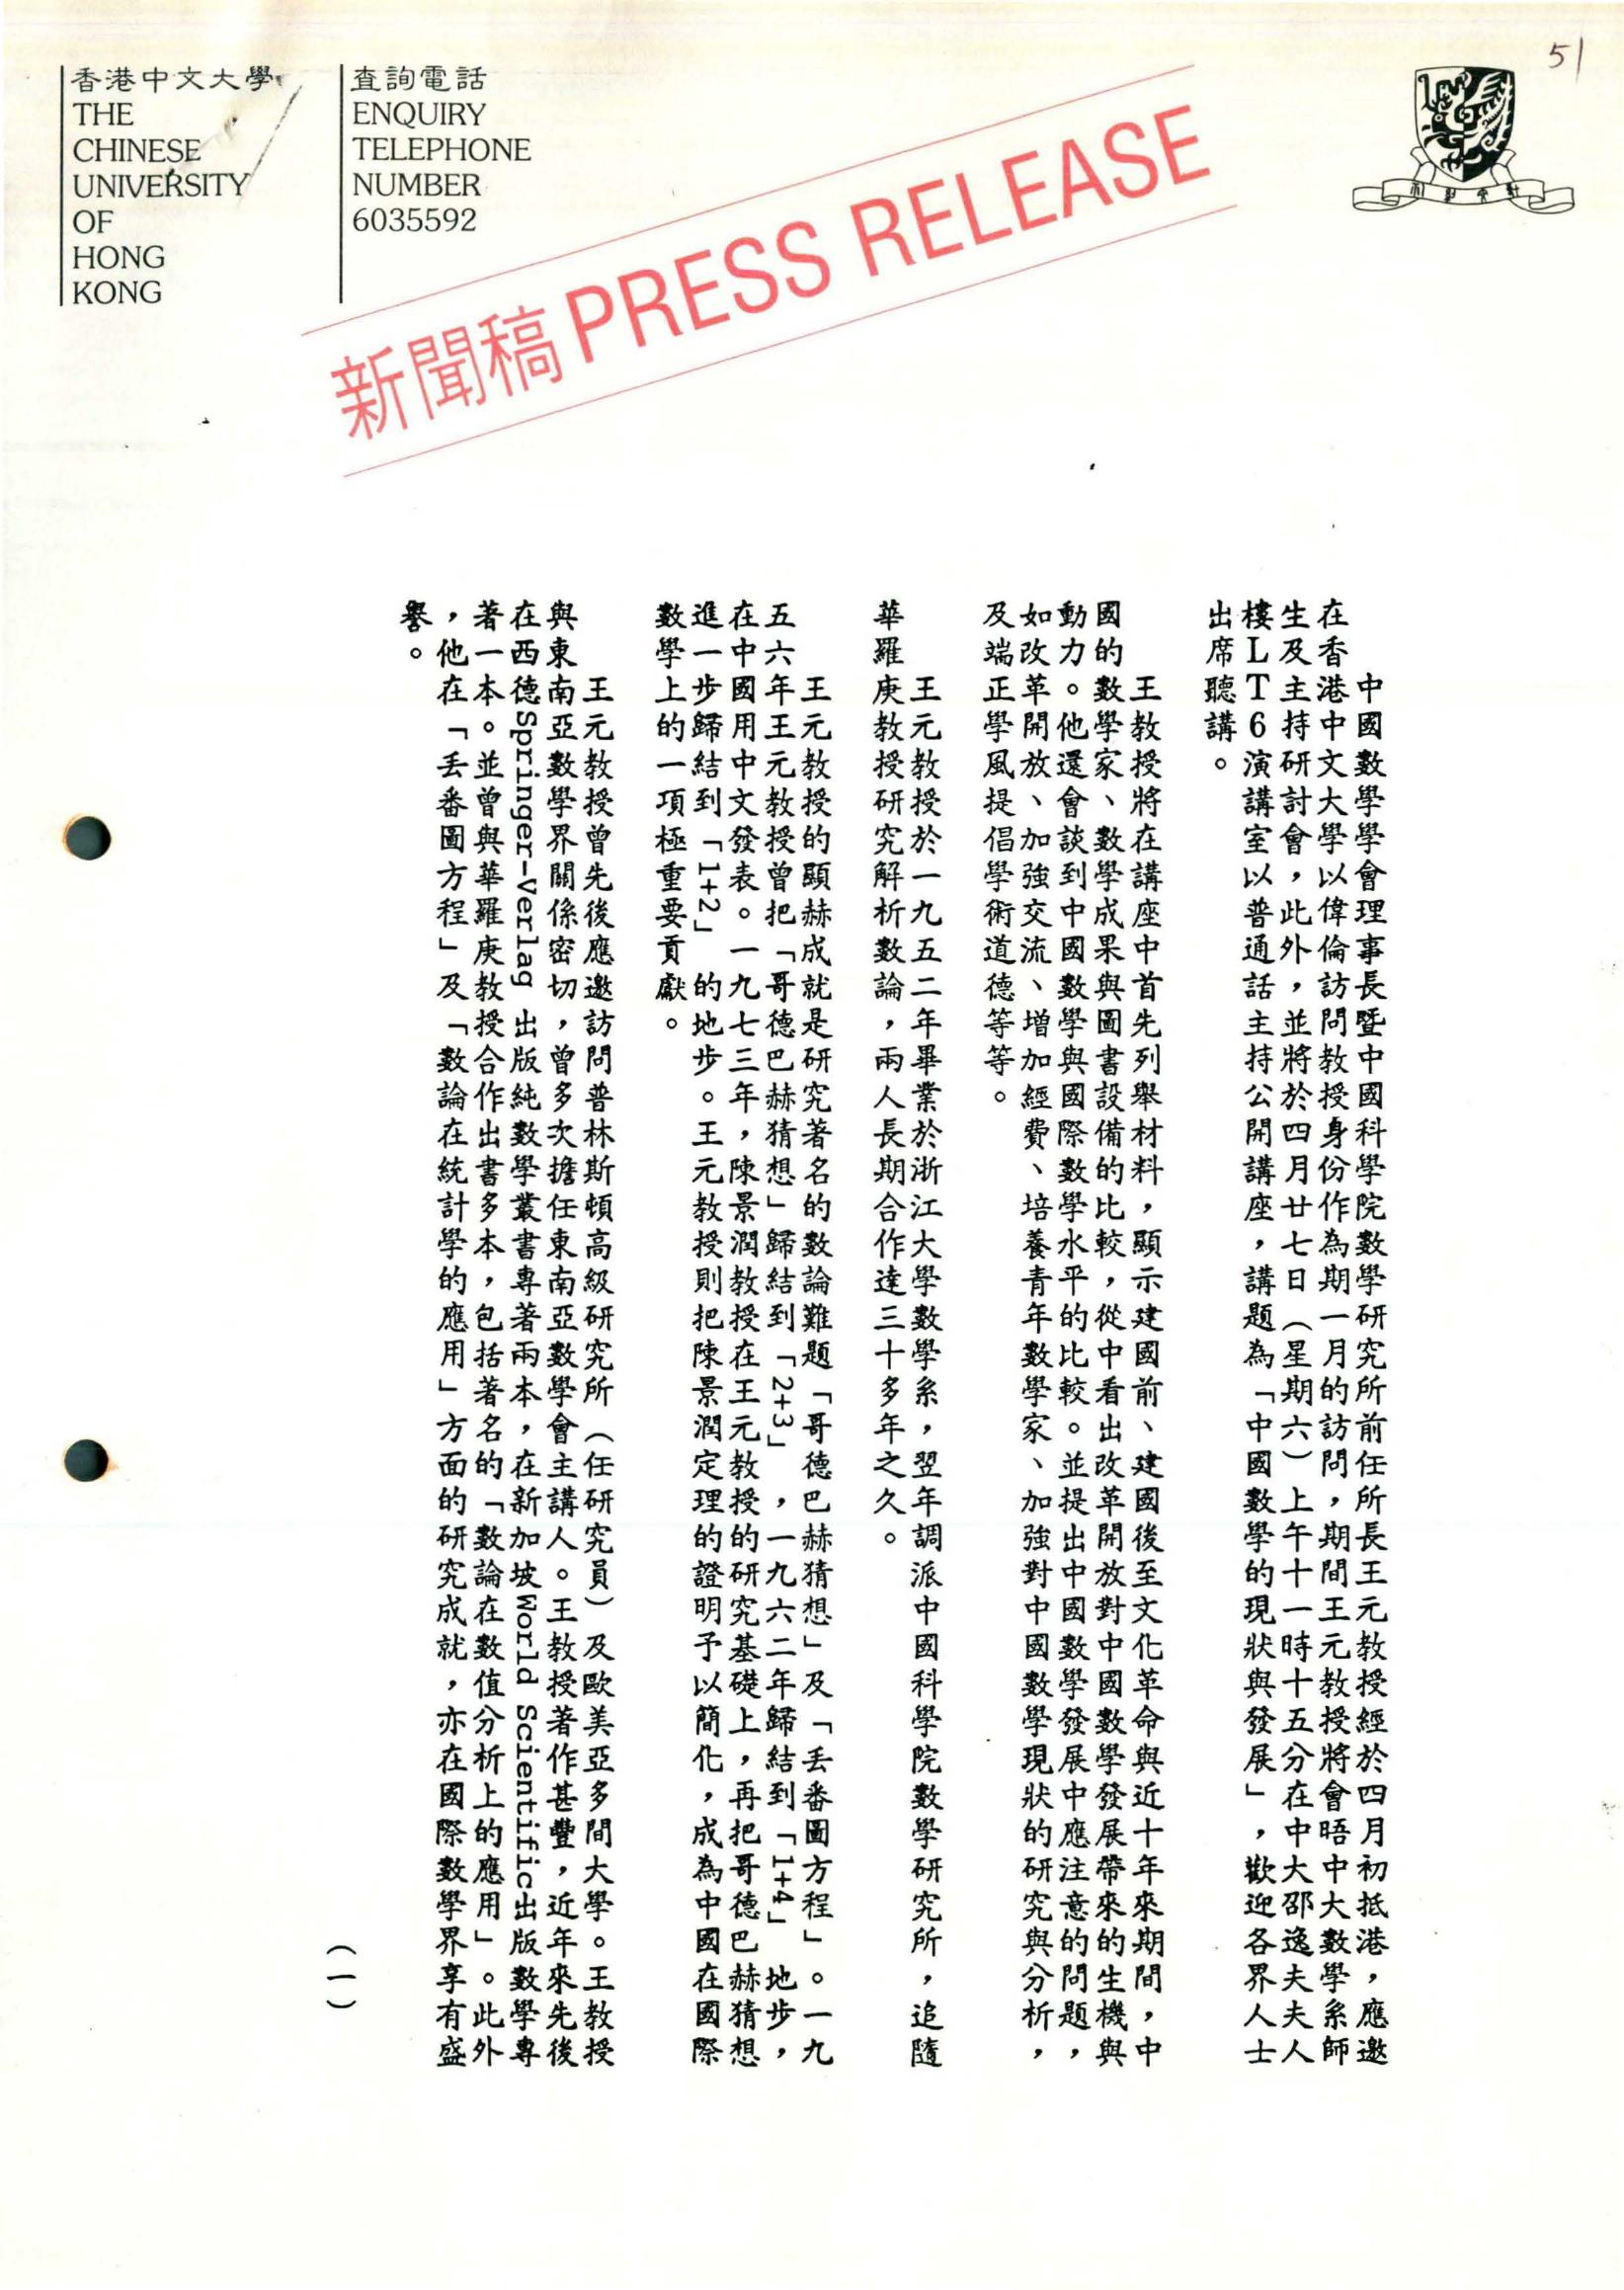 51
香港中文大學
THE
CHINESE
UNIVERSITY
OF
HONG
KONG
查詢電話
ENQUIRY
TELEPHONE
NUMBER
6035592
新聞稿 PRESS RELEASE
中國數學學會理事長暨中國科學院數學研究所前任所長王元教授經於四月初抵港，應邀
在香港中文大學以偉倫訪問教授身份作為期一月的訪問，期間王元教授將會晤中大數學系師
生及主持研討會，此外，並將於四月廿七日（星期六）上午十一時十五分在中大邵逸夫夫人
樓LT6演講室以普通話主持公開講座，講題為「中國數學的現狀與發展」，歡迎各界人士
出席聽講。
王教授將在講座中首先列舉材料，顯示建國前、建國後至文化革命與近十年來期間，中
國的數學家、數學成果與圖書設備的比較，從中看出改革開放對中國數學發展帶來的生機與
動力。他還會談到中國數學與國際數學水平的比較。並提出中國數學發展中應注意的問題，
如改革開放、加強交流、增加經費、培養青年數學家、加強對中國數學現狀的研究與分析，
及端正學風提倡學術道德等等。
王元教授於一九五二年畢業於浙江大學數學系，翌年調派中國科學院數學研究所，追隨
華羅庚教授研究解析數論，兩人長期合作達三十多年之久。
王元教授的顯赫成就是研究著名的數論難題「哥德巴赫猜想」及「丟番圖方程」。一九
五六年王元教授曾把「哥德巴赫猜想」歸結到「2+3」，一九六二年歸結到「1+4」地步，
在中國用中文發表。一九七三年，陳景潤教授在王元教授的研究基礎上，再把哥德巴赫猜想
進一步歸結到「1+2」的地步。王元教授則把陳景潤定理的證明予以簡化，成為中國在國際
數學上的一項極重要貢獻。
王元教授曾先後應邀訪問普林斯頓高級研究所（任研究員）及歐美亞多間大學。王教授
與東南亞數學界關係密切，曾多次擔任東南亞數學會主講人。王教授著作甚豐，近年來先後
在西德Springer-Verlag 出版純數學叢書專著兩本，在新加坡World Scientific出版數學專
著一本。並曾與華羅庚教授合作出書多本，包括著名的「數論在數值分析上的應用」。此外
，他在「丟番圖方程」及「數論在統計學的應用」方面的研究成就，亦在國際數學界享有盛
譽。
（一）